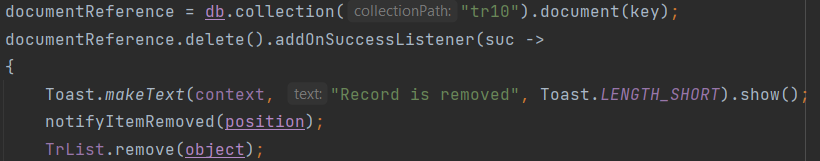 documentReference = db.collection( collectionPath: "tr10").document(key);
documentReference.delete().addOnSuccessListener(suc ->
{
Toast.makeText(context, text: "Record is removed", Toast.LENGTH_SHORT).show();
notifyItemRemoved(position);
TrList.remove(object);